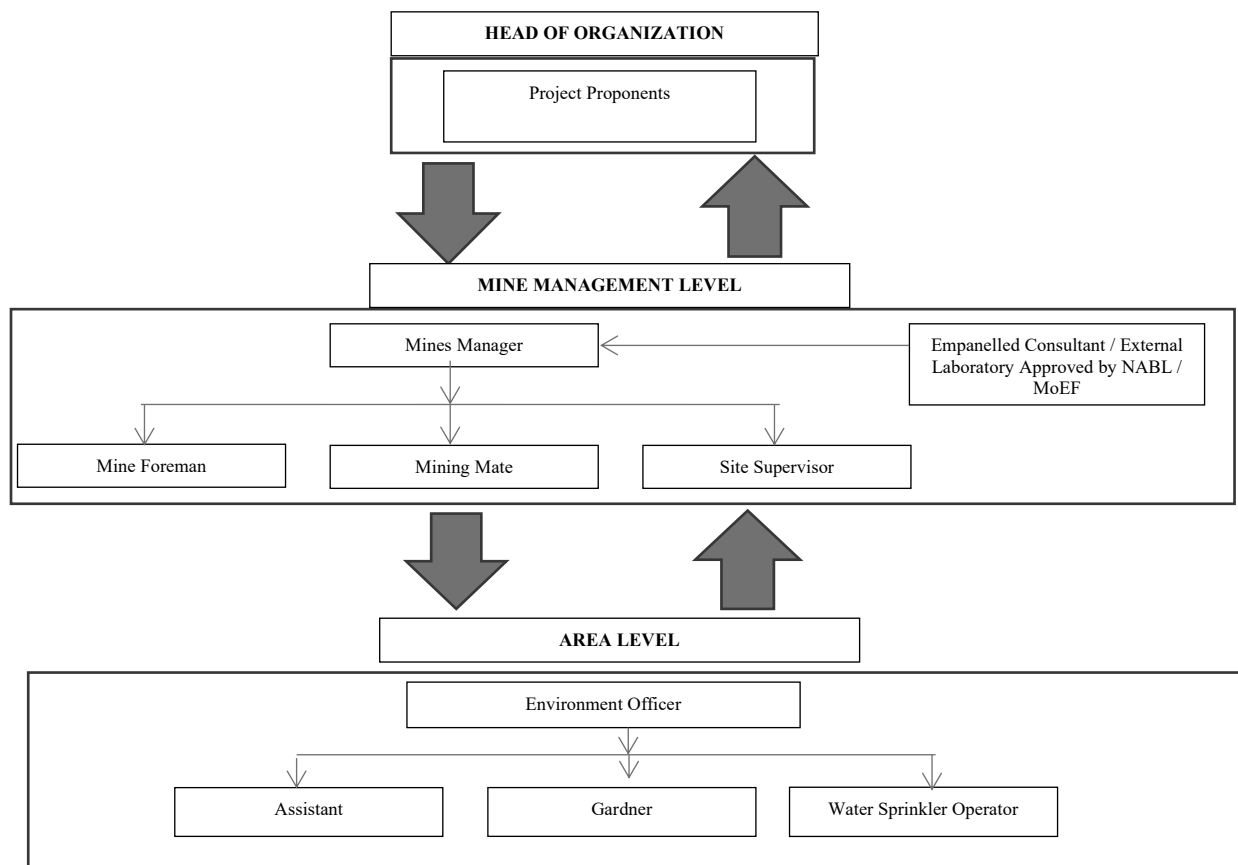 HEAD OF ORGANIZATION
Project Proponents
MINE MANAGEMENT LEVEL
Mines Manager
Empanelled Consultant / External
Laboratory Approved by NABL /
MoEF
Mine Foreman
Mining Mate
Site Supervisor
AREA LEVEL
Environment Officer
Assistant
Gardner
Water Sprinkler Operator